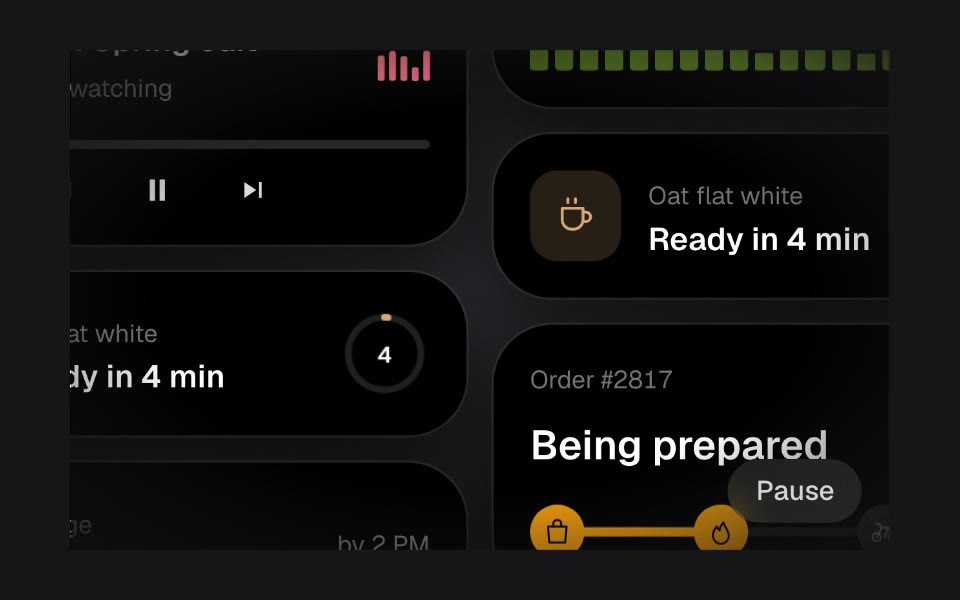 watching
at white
dy in 4 min
4
by 2 PM
Oat flat white
Ready in 4 min
Order #2817
Being prepared
Pause